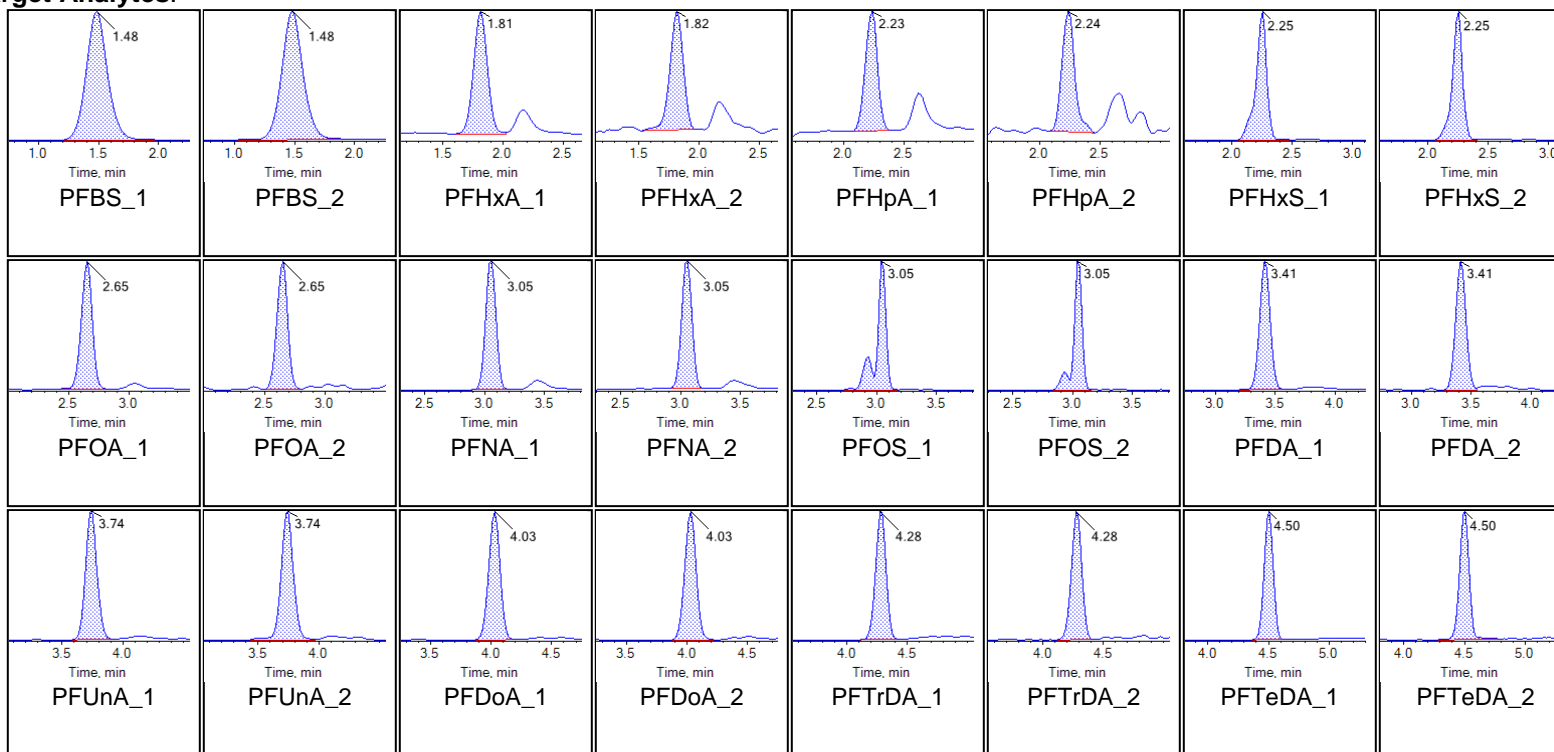 rget Analytes:
1.48 1.48 1.81 1.82 2.23 2.24 2.25 2.25
1.0 1.5 2.0 1.0 1.5 2.0 1.5 2.0 2.5 1.5 2.0 2.5 2.0 2.5 2.0 2.5 2.0 2.5 3.0 2.0 2.5 3.0
Time, min Time, min Time, min Time, min Time, min Time, min Time, min Time, min
PFBS_1 PFBS_2 PFHxA_1 PFHxA_2 PFHpA_1 PFHpA_2 PFHxS_1 PFHxS_2
2.65 2.65 3.05 3.05 3.05 3.05 3.41 3.41
2.5 3.0 2.5 3.0 2.5 3.0 3.5 2.5 3.0 3.5 2.5 3.0 3.5 2.5 3.0 3.5 3.0 3.5 4.0 3.0 3.5 4.0
Time, min Time, min Time, min Time, min Time, min Time, min Time, min Time, min
PFOA_1 PFOA_2 PFNA_1 PFNA_2 PFOS_1 PFOS_2 PFDA_1 PFDA_2
3.74 3.74 4.03 4.03 4.28 4.28 4.50 4.50
3.5 4.0 3.5 4.0 3.5 4.0 4.5 3.5 4.0 4.5 4.0 4.5 4.0 4.5 4.0 4.5 5.0 4.0 4.5 5.0
Time, min Time, min Time, min Time, min Time, min Time, min Time, min Time, min
PFUnA_1 PFUnA_2 PFDoA_1 PFDoA_2 PFTrDA_1 PFTrDA_2 PFTeDA_1 PFTeDA_2